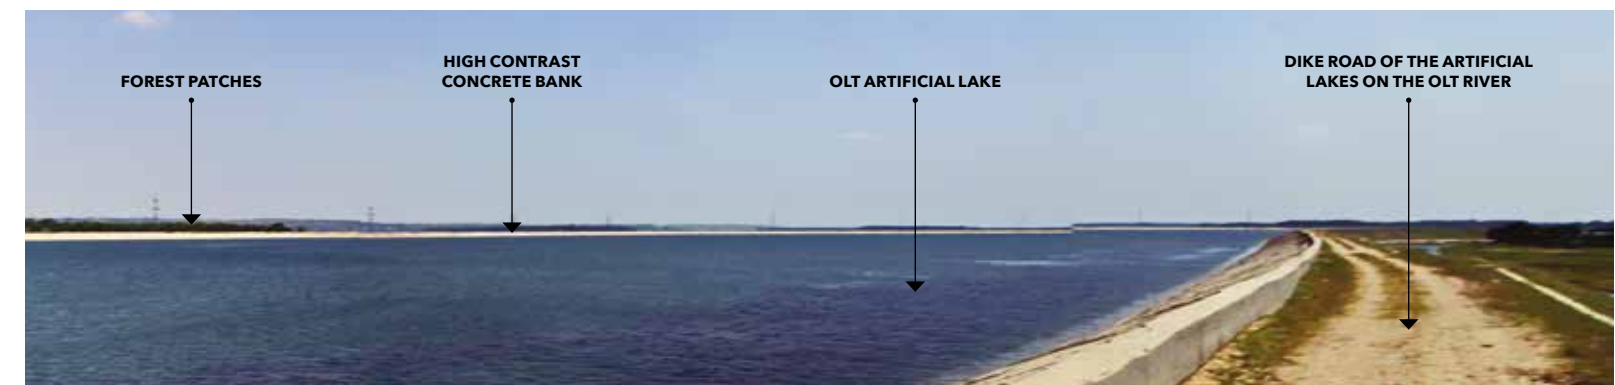 FOREST PATCHES
HIGH CONTRAST
CONCRETE BANK
OLT ARTIFICIAL LAKE
DIKE ROAD OF THE ARTIFICIAL
LAKES ON THE OLT RIVER